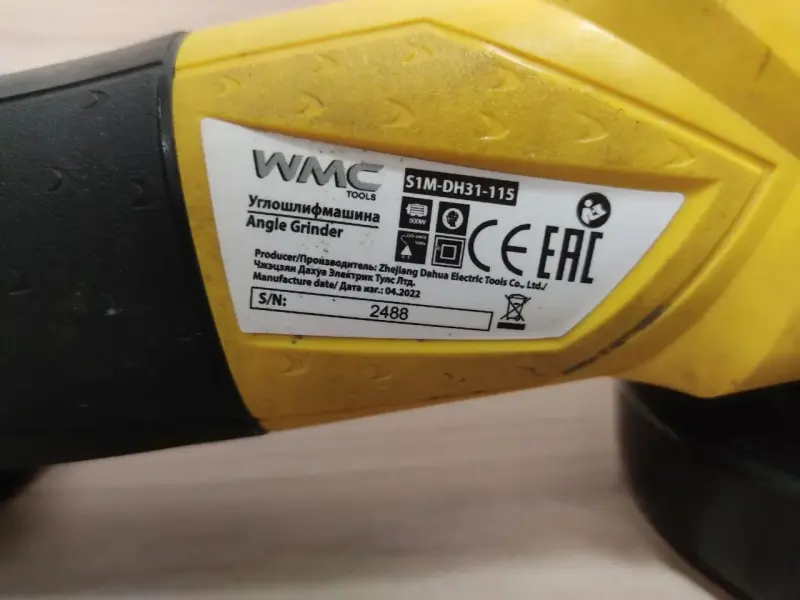 WMC
TOOLS
S1M-DH31-115
Углошлифмашина
Angle Grinder
500W
CE EAC
Producer/Производитель: Zhejiang Dahua Electric Tools Co., Ltd./
Чжэцзян Дахуа Электрик Тулс Лтд.
Manufacture date/ Дата изг.: 04.2022
S/N: 2488